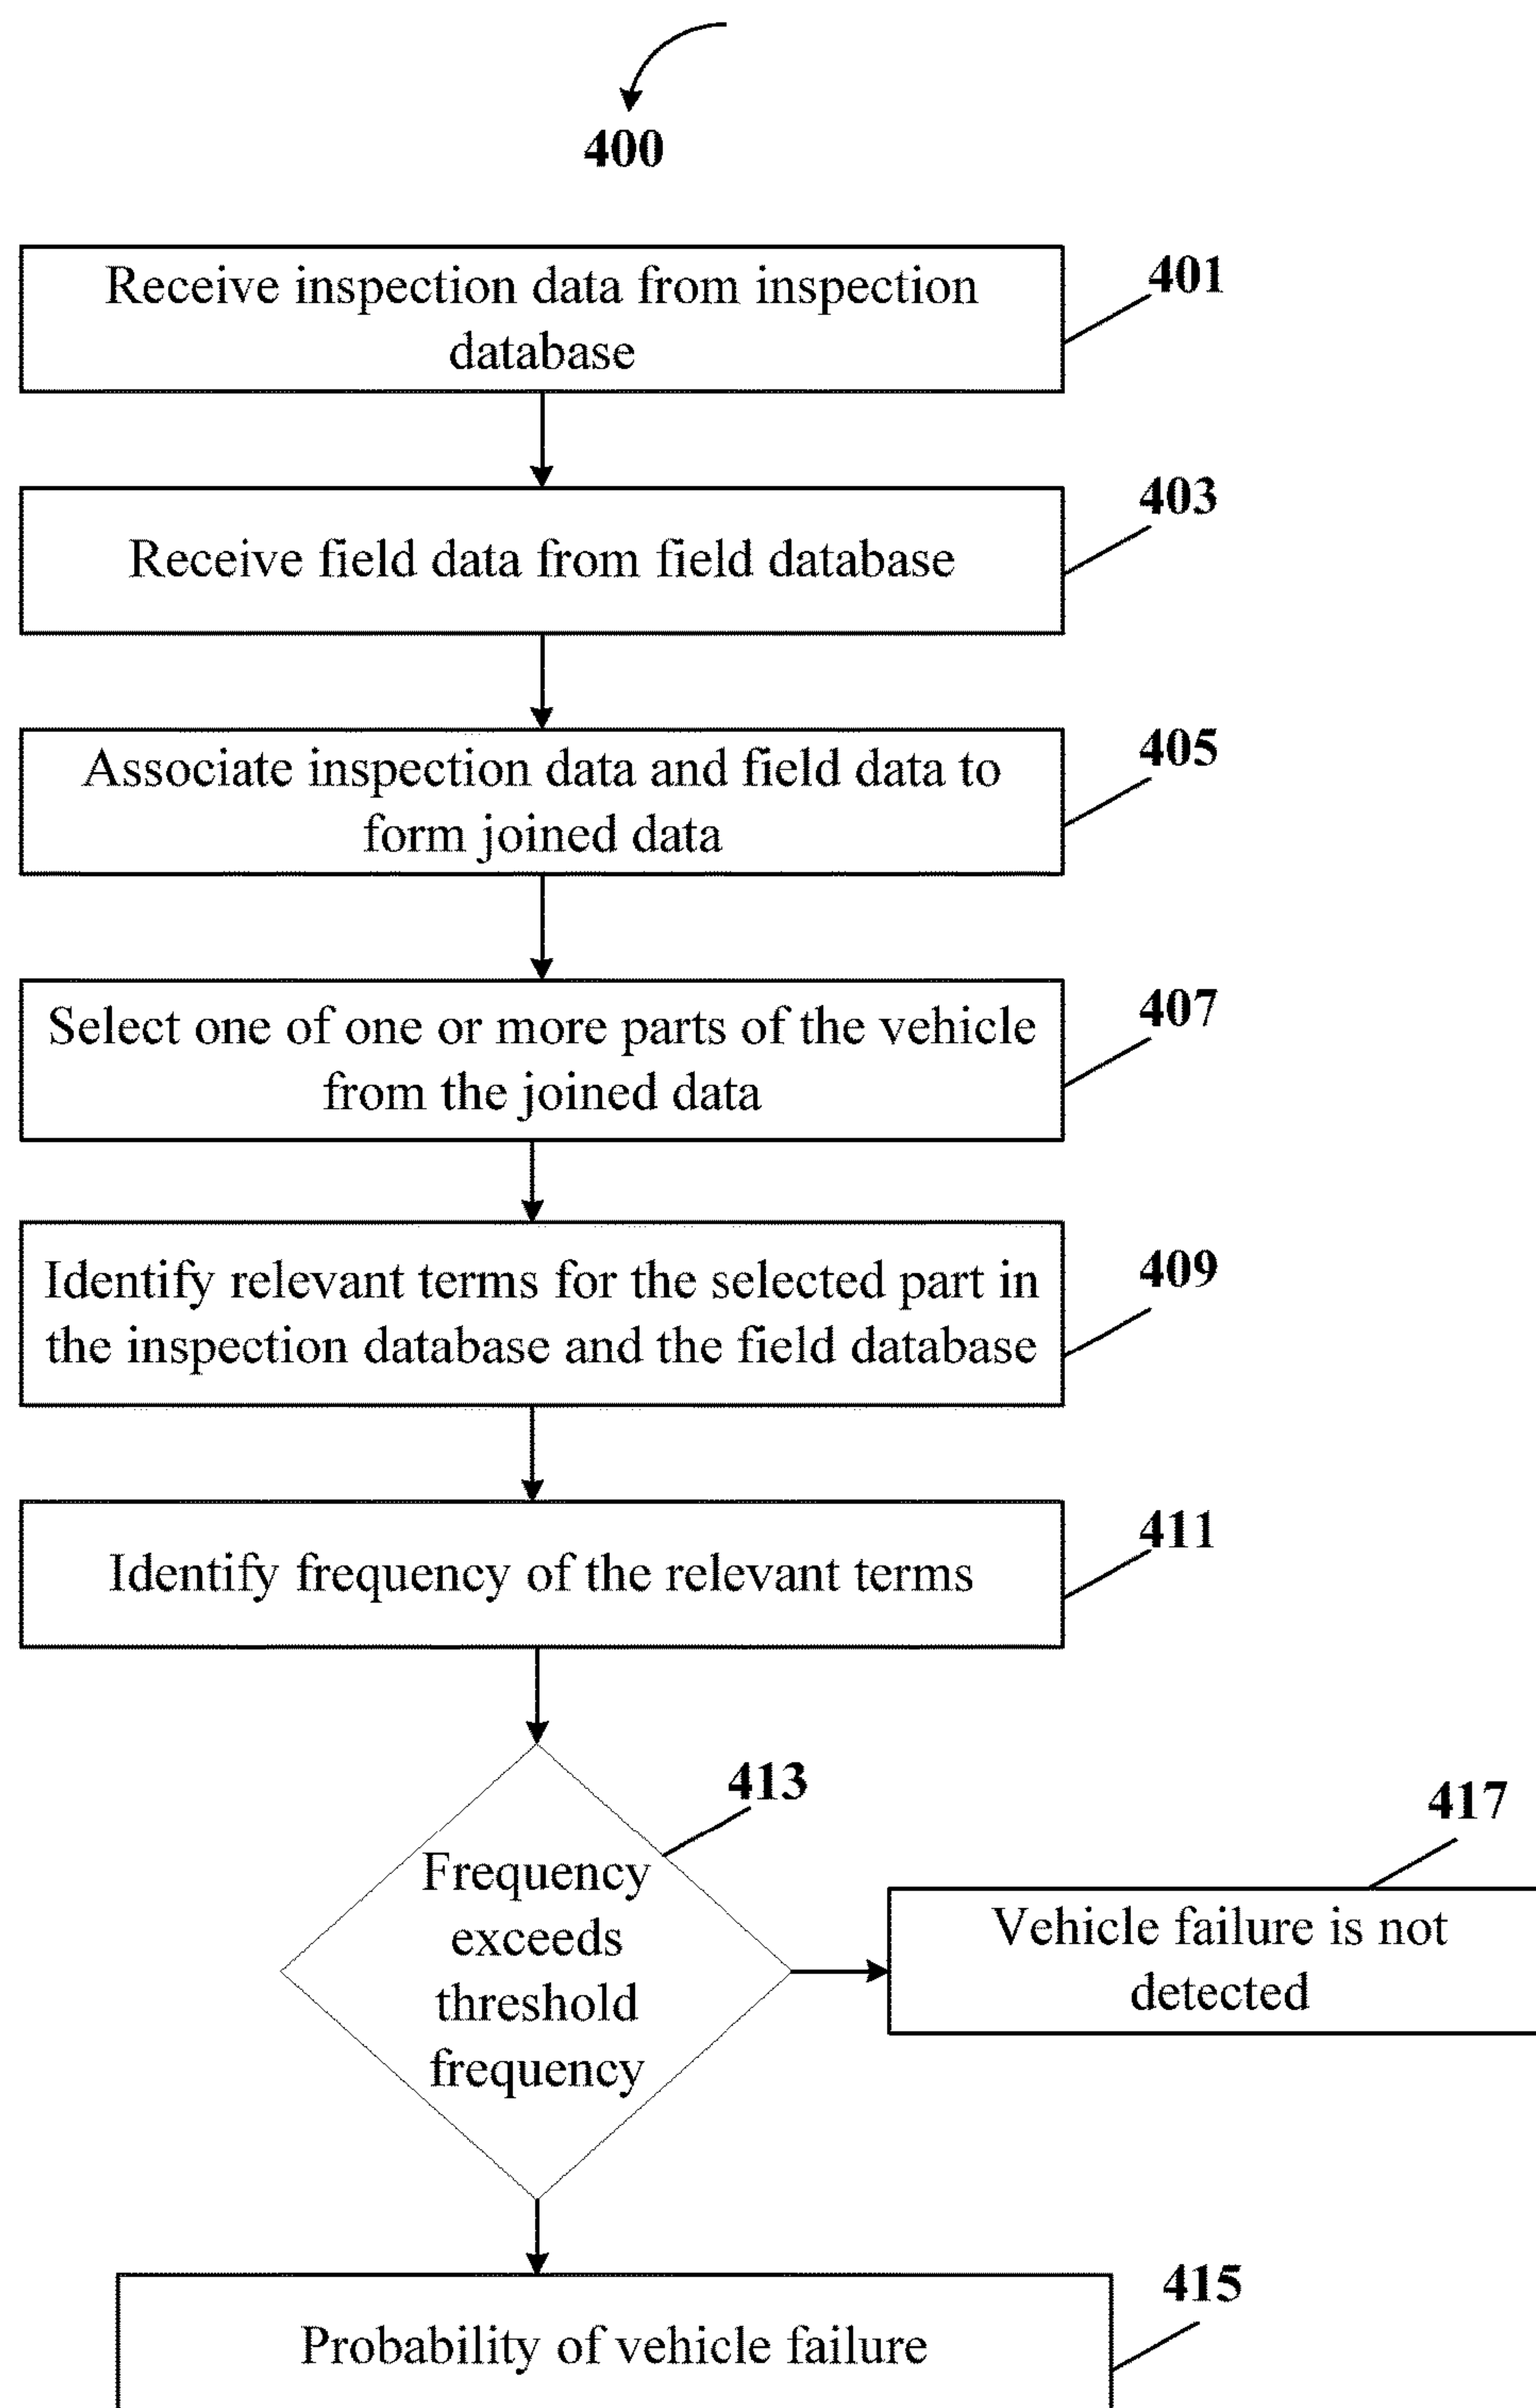 400
Receive inspection data from inspection
database
401
Receive field data from field database
403
Associate inspection data and field data to
form joined data
405
Select one of one or more parts of the vehicle
from the joined data
407
Identify relevant terms for the selected part in
the inspection database and the field database
409
Identify frequency of the relevant terms
411
Frequency
exceeds
threshold
frequency
413
Vehicle failure is not
detected
417
Probability of vehicle failure
415